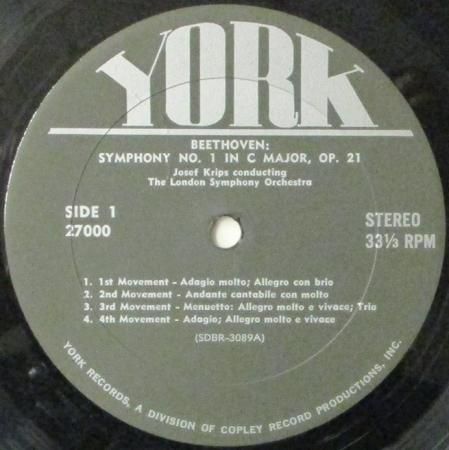 YORK
BEETHOVEN:
SYMPHONY NO. 1 IN C MAJOR, OP. 21
Josef Krips conducting
The London Symphony Orchestra
SIDE 1
27000
STEREO
33⅓ RPM
1. 1st Movement - Adagio molto; Allegro con brio
2. 2nd Movement - Andante cantabile con molto
3. 3rd Movement - Menuetto: Allegro molto e vivace; Trio
4. 4th Movement - Adagio; Allegro molto e vivace
(SDBR-3089A)
YORK RECORDS, A DIVISION OF COPLEY RECORD PRODUCTIONS, INC.